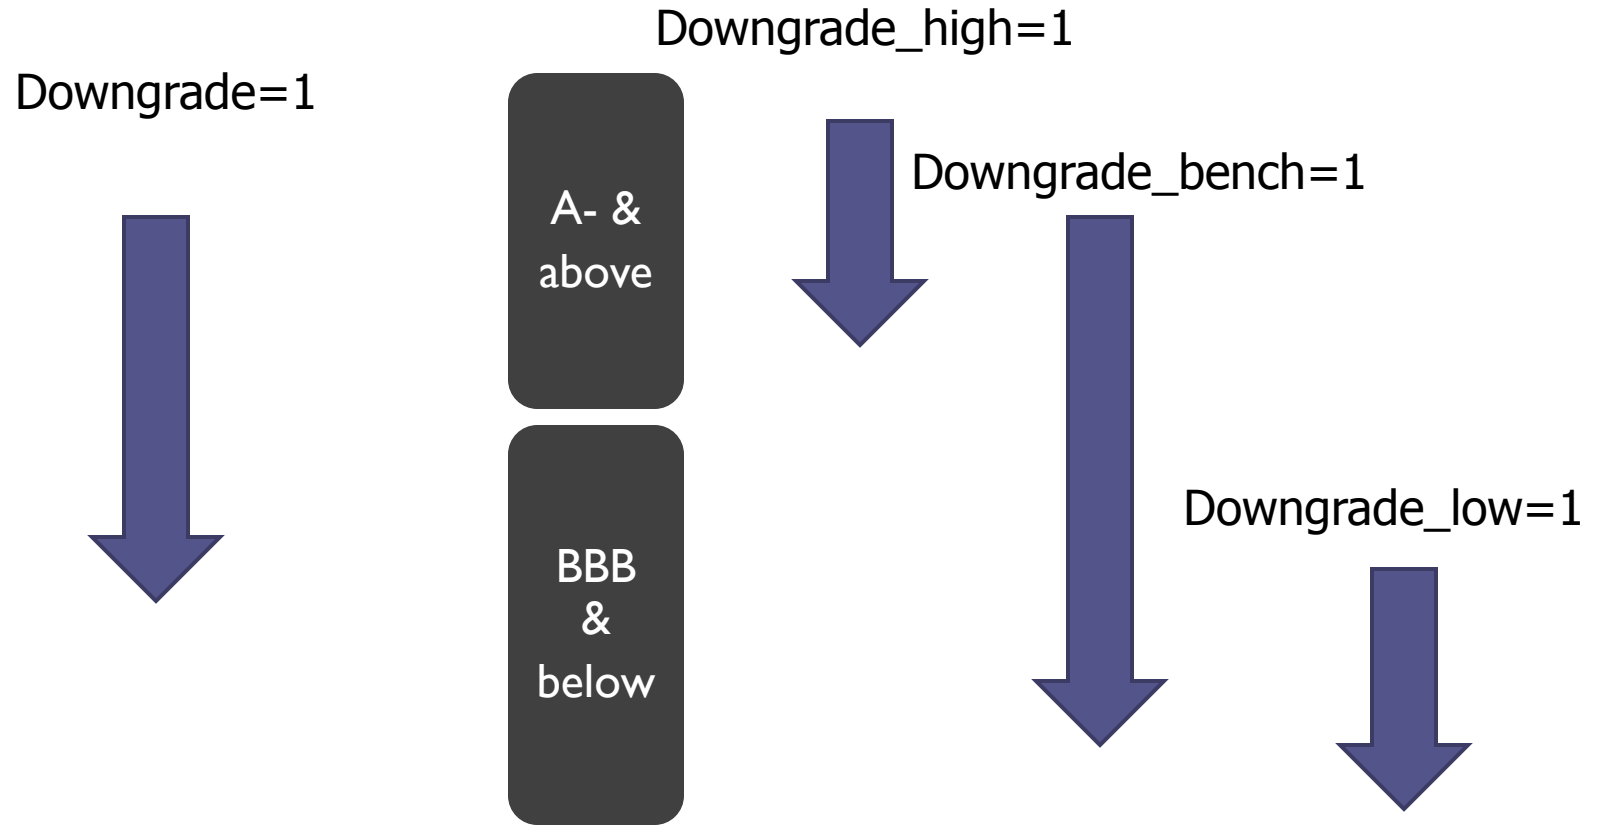 Downgrade_high=1
Downgrade=1
A- &
above
Downgrade_bench=1
BBB
&
below
Downgrade_low=1